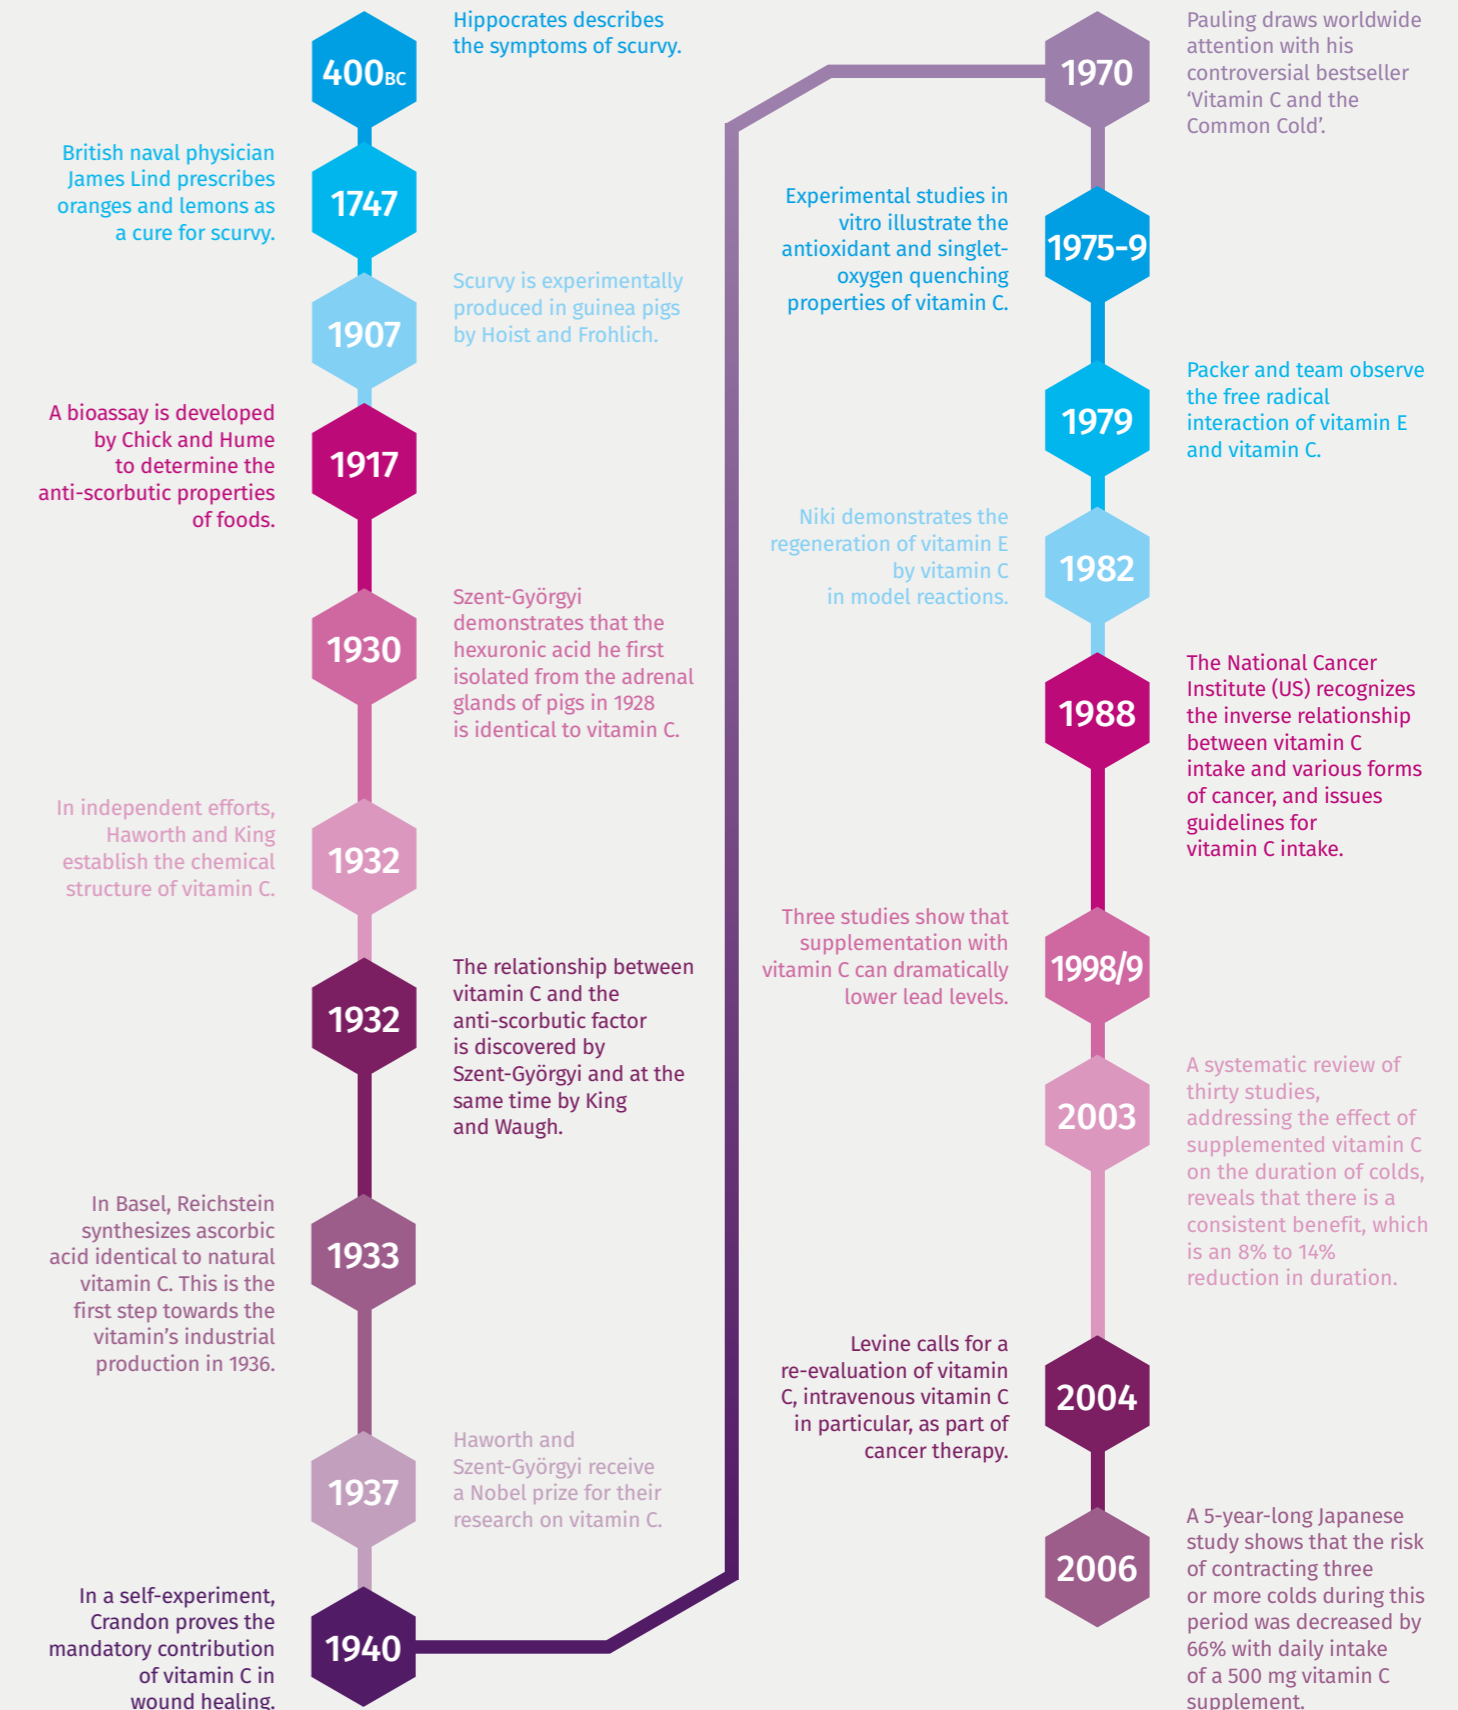 400BC
Hippocrates describes
the symptoms of scurvy.
British naval physician
James Lind prescribes
oranges and lemons as
a cure for scurvy.
1747
1907
Scurvy is experimentally
produced in guinea pigs
by Hoist and Frohlich.
A bioassay is developed
by Chick and Hume
to determine the
anti-scorbutic properties
of foods.
1917
1930
Szent-Györgyi
demonstrates that the
hexuronic acid he first
isolated from the adrenal
glands of pigs in 1928
is identical to vitamin C.
In independent efforts,
Haworth and King
establish the chemical
structure of vitamin C.
1932
1932
The relationship between
vitamin C and the
anti-scorbutic factor
is discovered by
Szent-Györgyi and at the
same time by King
and Waugh.
In Basel, Reichstein
synthesizes ascorbic
acid identical to natural
vitamin C. This is the
first step towards the
vitamin's industrial
production in 1936.
1933
1937
Haworth and
Szent-Györgyi receive
a Nobel prize for their
research on vitamin C.
In a self-experiment,
Crandon proves the
mandatory contribution
of vitamin C in
wound healing.
1940
1970
Pauling draws worldwide
attention with his
controversial bestseller
‘Vitamin C and the
Common Cold’.
Experimental studies in
vitro illustrate the
antioxidant and singlet-
oxygen quenching
properties of vitamin C.
1975-9
1979
Packer and team observe
the free radical
interaction of vitamin E
and vitamin C.
Niki demonstrates the
regeneration of vitamin E
by vitamin C
in model reactions.
1982
1988
The National Cancer
Institute (US) recognizes
the inverse relationship
between vitamin C
intake and various forms
of cancer, and issues
guidelines for
vitamin C intake.
Three studies show that
supplementation with
vitamin C can dramatically
lower lead levels.
1998/9
2003
A systematic review of
thirty studies,
addressing the effect of
supplemented vitamin C
on the duration of colds,
reveals that there is a
consistent benefit, which
is an 8% to 14%
reduction in duration.
Levine calls for a
re-evaluation of vitamin
C, intravenous vitamin C
in particular, as part of
cancer therapy.
2004
2006
A 5-year-long Japanese
study shows that the risk
of contracting three
or more colds during this
period was decreased by
66% with daily intake
of a 500 mg vitamin C
supplement.